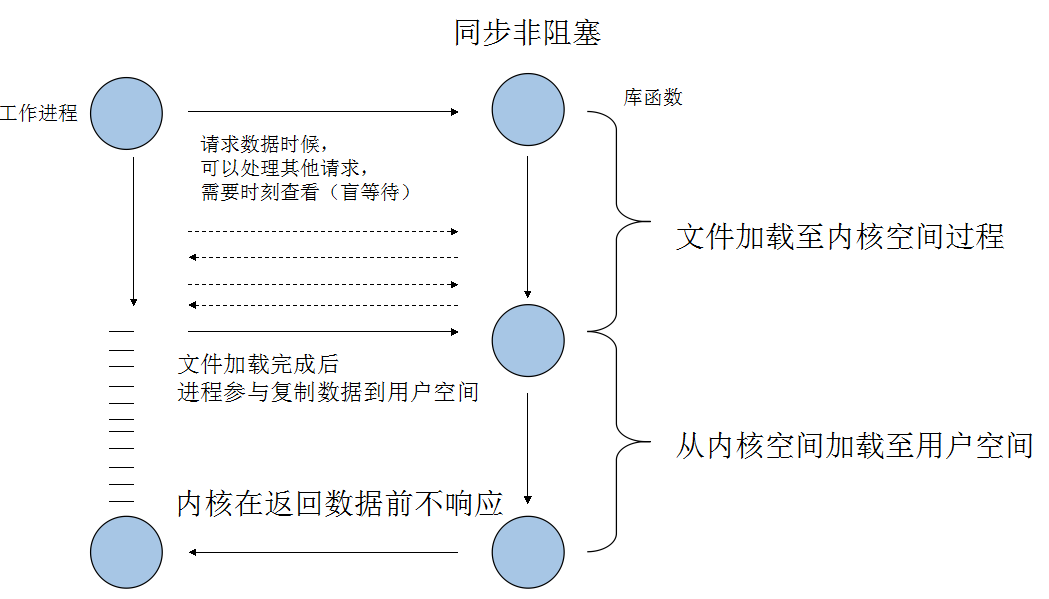 同步非阻塞
工作进程
库函数
请求数据时候，
可以处理其他请求，
需要时刻查看（盲等待）
文件加载至内核空间过程
文件加载完成后
进程参与复制数据到用户空间
从内核空间加载至用户空间
内核在返回数据前不响应